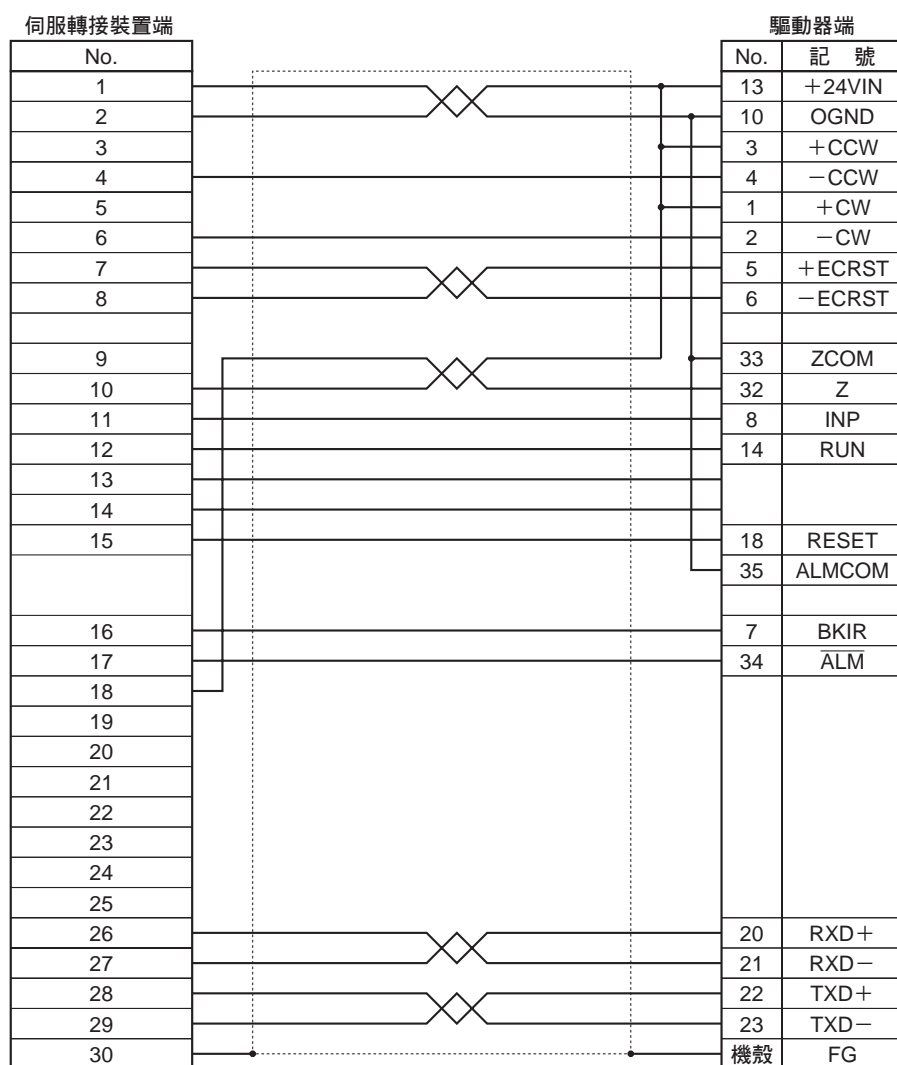 伺服轉接裝置端 驅動器端
No. No. 記 號
1 13 +24VIN
2 10 OGND
3 3 +CCW
4 4 -CCW
5 1 +CW
6 2 -CW
7 5 +ECRST
8 6 -ECRST
9 33 ZCOM
10 32 Z
11 8 INP
12 14 RUN
13
14
15 18 RESET
35 ALMCOM
16 7 BKIR
17 34 A̅L̅M̅
18
19
20
21
22
23
24
25
26 20 RXD+
27 21 RXD-
28 22 TXD+
29 23 TXD-
30 機殼 FG